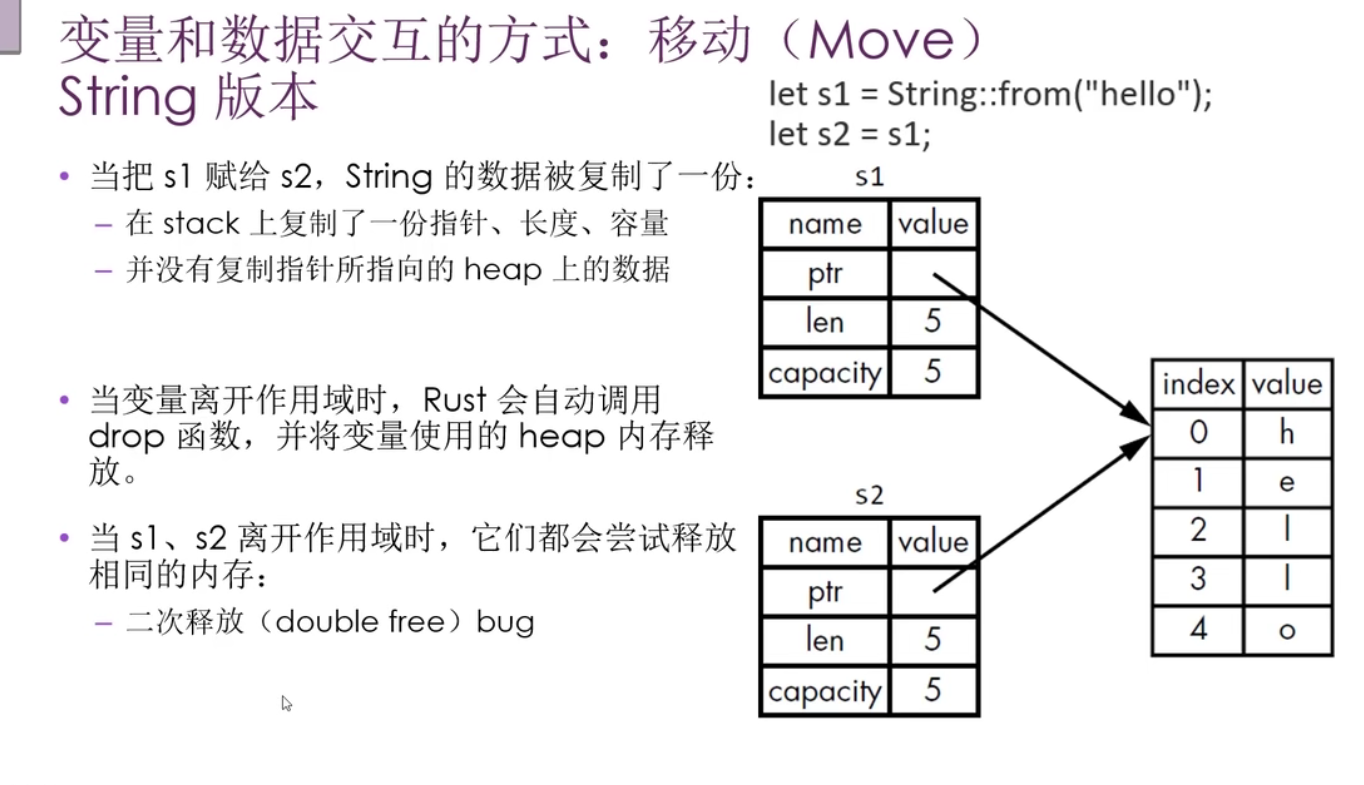 变量和数据交互的方式：移动（Move）
String 版本
let s1 = String::from("hello");
let s2 = s1;
• 当把 s1 赋给 s2，String 的数据被复制了一份：
– 在 stack 上复制了一份指针、长度、容量
– 并没有复制指针所指向的 heap 上的数据
• 当变量离开作用域时，Rust 会自动调用
drop 函数，并将变量使用的 heap 内存释
放。
• 当 s1、s2 离开作用域时，它们都会尝试释放
相同的内存：
– 二次释放（double free）bug
s1
name value
ptr
len 5
capacity 5
s2
name value
ptr
len 5
capacity 5
index value
0 h
1 e
2 l
3 l
4 o